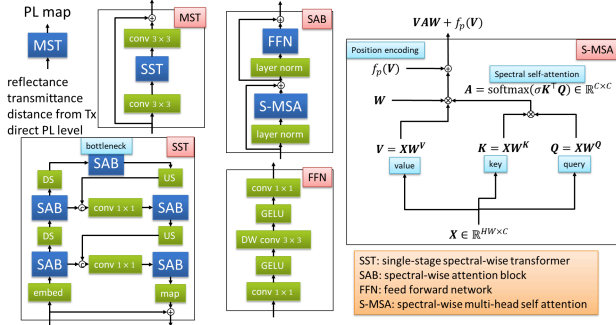 PL map
MST
reflectance
transmittance
distance from Tx
direct PL level
MST
conv 3 × 3
SST
conv 3 × 3
SAB
FFN
layer norm
S-MSA
layer norm
VAW + f_p(V)
S-MSA
Position encoding
f_p(V)
Spectral self-attention
A = softmax(σK^⊤Q) ∈ ℝ^{C×C}
W
V = XW^V
K = XW^K
Q = XW^Q
value
key
query
X ∈ ℝ^{HW×C}
bottleneck
SST
SAB
DS
US
SAB
C
conv 1 × 1
SAB
DS
US
SAB
C
conv 1 × 1
SAB
embed
map
FFN
conv 1 × 1
GELU
DW conv 3 × 3
GELU
conv 1 × 1
SST: single-stage spectral-wise transformer
SAB: spectral-wise attention block
FFN: feed forward network
S-MSA: spectral-wise multi-head self attention